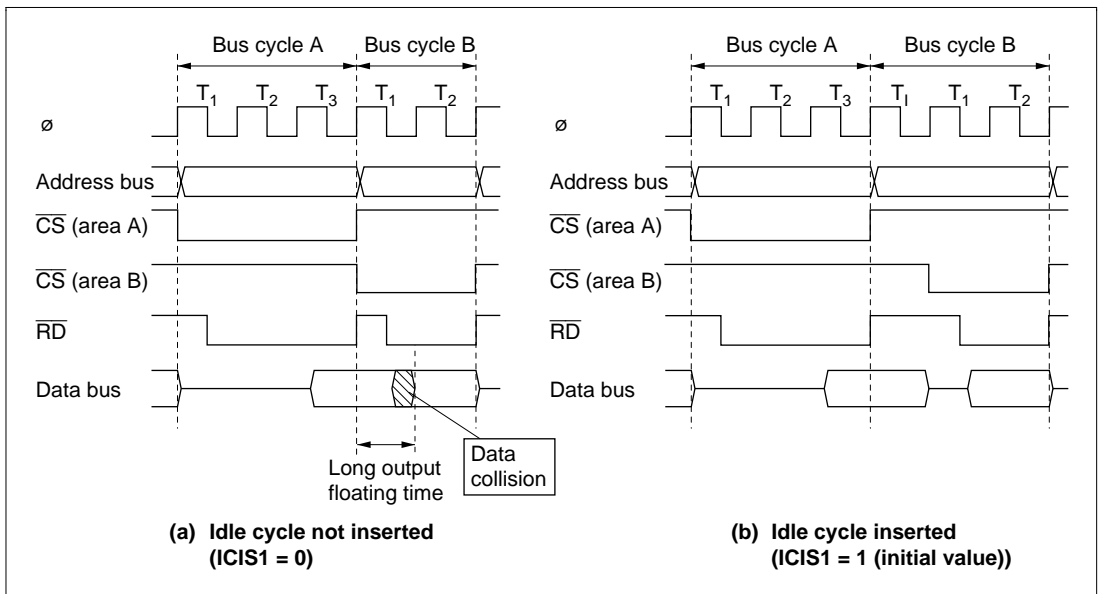 Bus cycle A
Bus cycle B
T1 T2 T3 T1 T2
ø
Address bus
CS (area A)
CS (area B)
RD
Data bus
Long output
floating time
Data
collision
(a) Idle cycle not inserted
(ICIS1 = 0)
Bus cycle A
Bus cycle B
T1 T2 T3 TI T1 T2
ø
Address bus
CS (area A)
CS (area B)
RD
Data bus
(b) Idle cycle inserted
(ICIS1 = 1 (initial value))